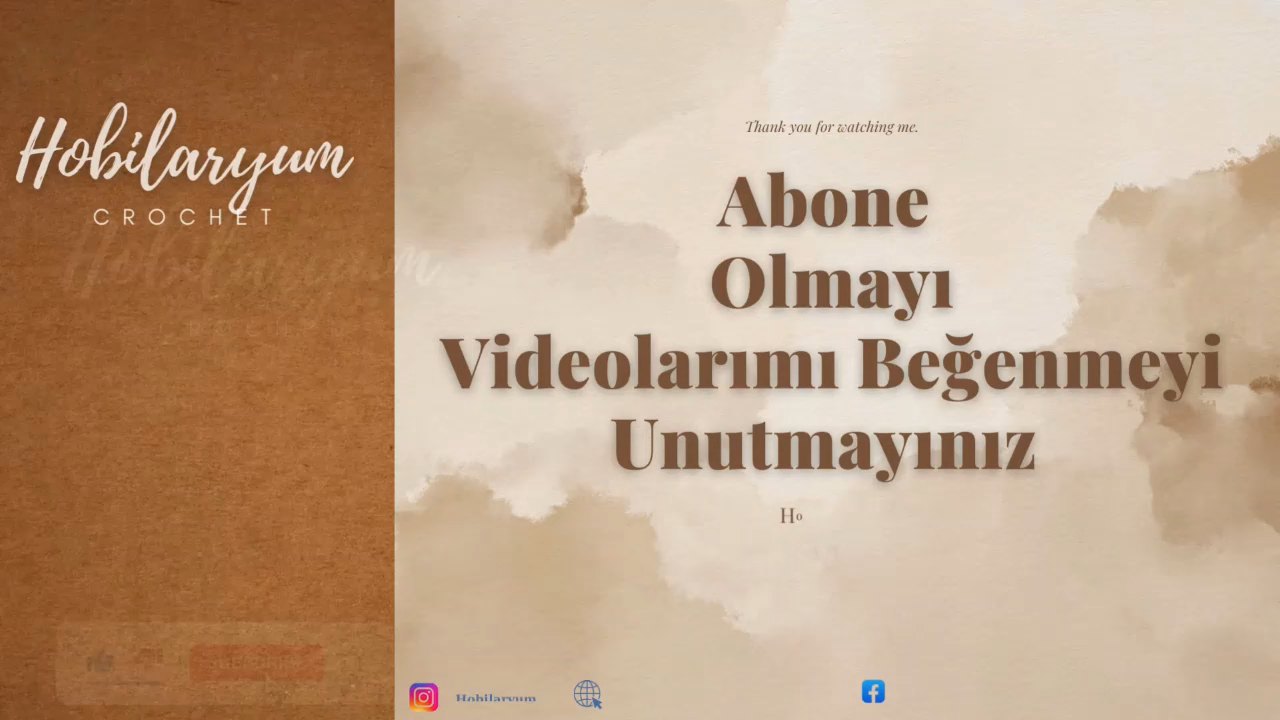 Hobilaryum
CROCHET
Thank you for watching me.
Abone
Olmayı
Videolarımı Beğenmeyi
Unutmayınız
Ho
Hobilaryum